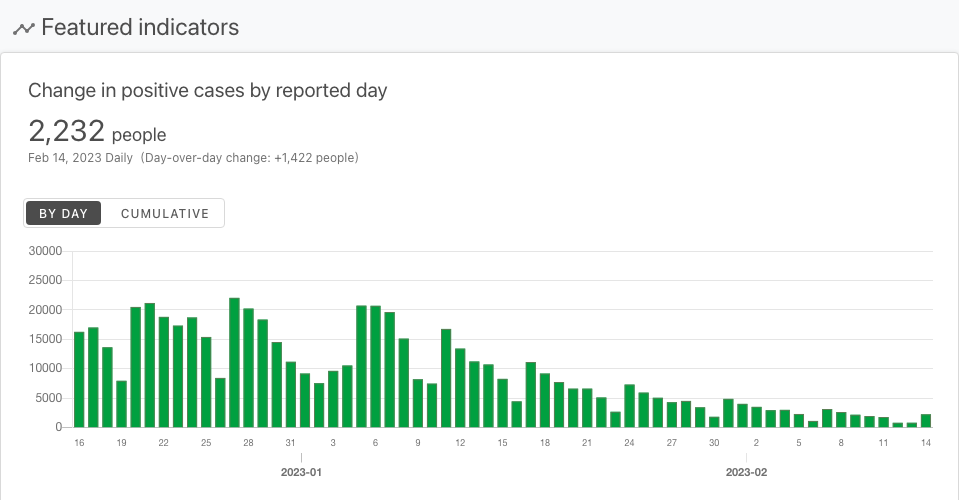 Featured indicators
Change in positive cases by reported day
2,232 people
Feb 14, 2023 Daily (Day-over-day change: +1,422 people)
BY DAY CUMULATIVE
30000
25000
20000
15000
10000
5000
0
16 19 22 25 28 31 3 6 9 12 15 18 21 24 27 30 2 5 8 11 14
2023-01 2023-02